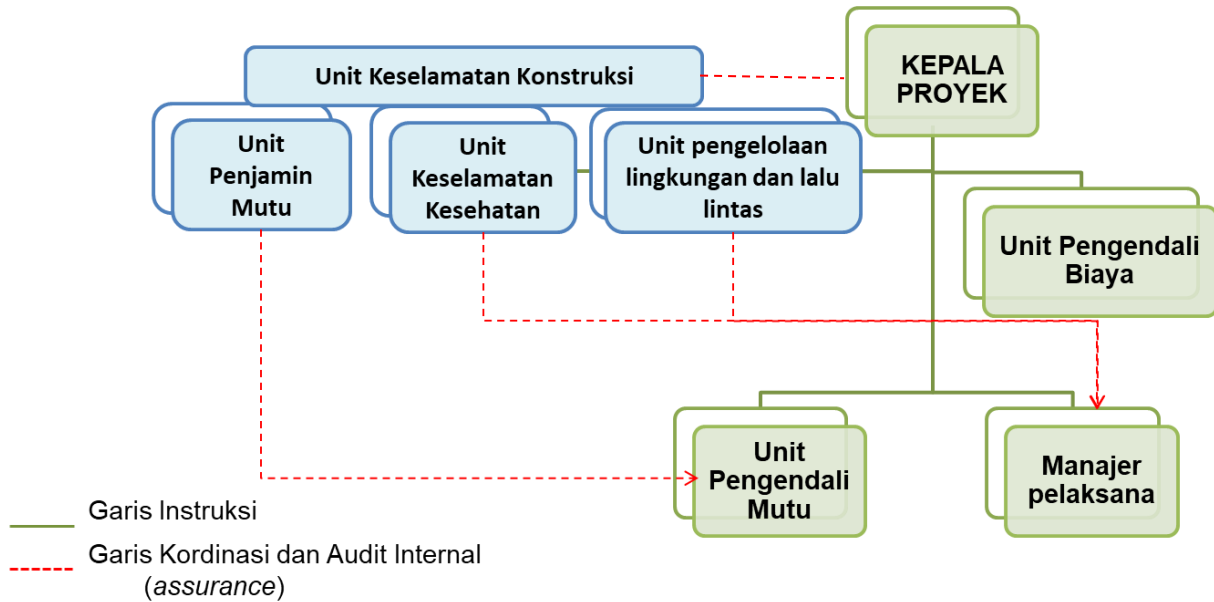 Unit Keselamatan Konstruksi
KEPALA
PROYEK
Unit
Penjamin
Mutu
Unit
Keselamatan
Kesehatan
Unit pengelolaan
lingkungan dan lalu
lintas
Unit Pengendali
Biaya
Unit
Pengendali
Mutu
Manajer
pelaksana
Garis Instruksi
Garis Kordinasi dan Audit Internal
(assurance)